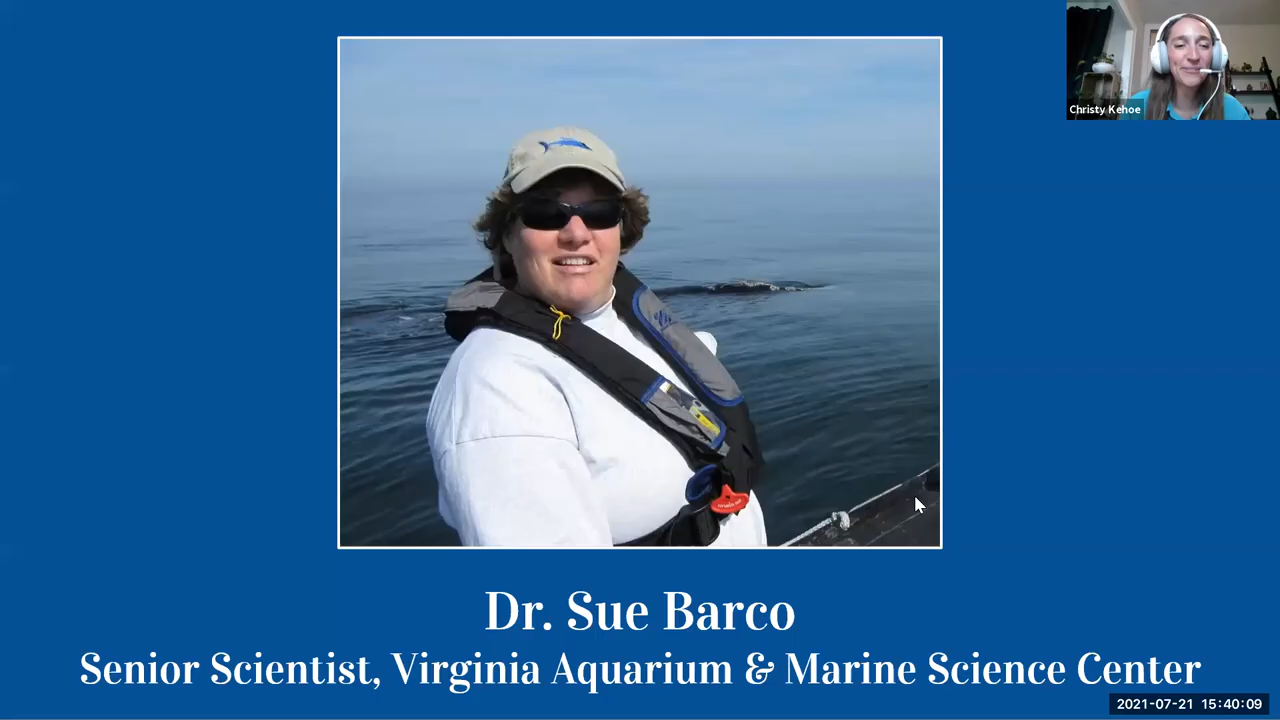 Christy Kehoe
Dr. Sue Barco
Senior Scientist, Virginia Aquarium & Marine Science Center
2021-07-21 15:40:09